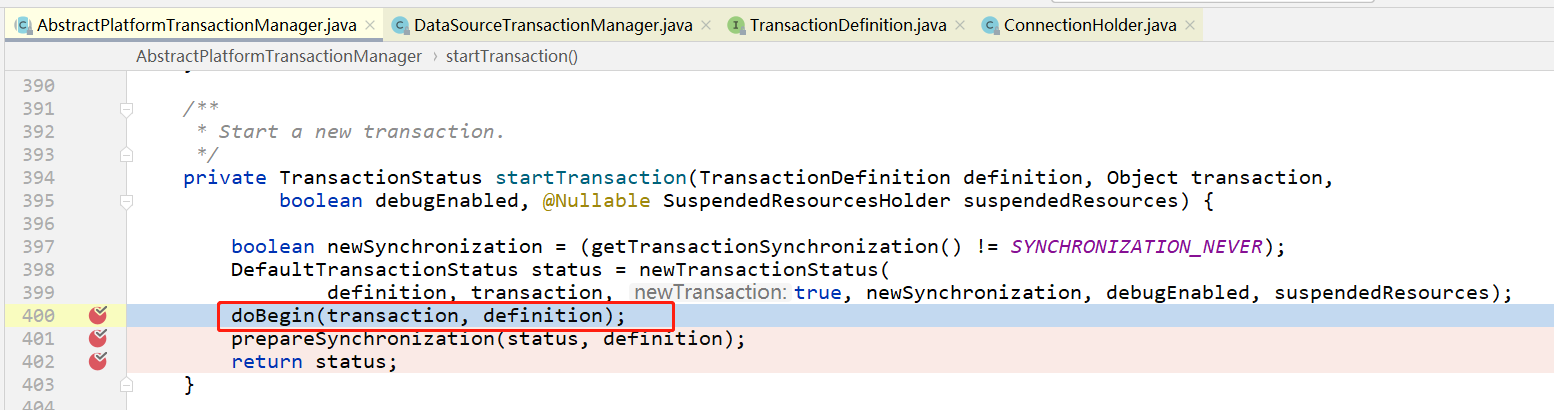 AbstractPlatformTransactionManager.java × DataSourceTransactionManager.java × TransactionDefinition.java × ConnectionHolder.java ×
AbstractPlatformTransactionManager › startTransaction()
390
391 /**
392 * Start a new transaction.
393 */
394 private TransactionStatus startTransaction(TransactionDefinition definition, Object transaction,
395 boolean debugEnabled, @Nullable SuspendedResourcesHolder suspendedResources) {
396
397 boolean newSynchronization = (getTransactionSynchronization() != SYNCHRONIZATION_NEVER);
398 DefaultTransactionStatus status = newTransactionStatus(
399 definition, transaction, newTransaction: true, newSynchronization, debugEnabled, suspendedResources);
400 doBegin(transaction, definition);
401 prepareSynchronization(status, definition);
402 return status;
403 }
404